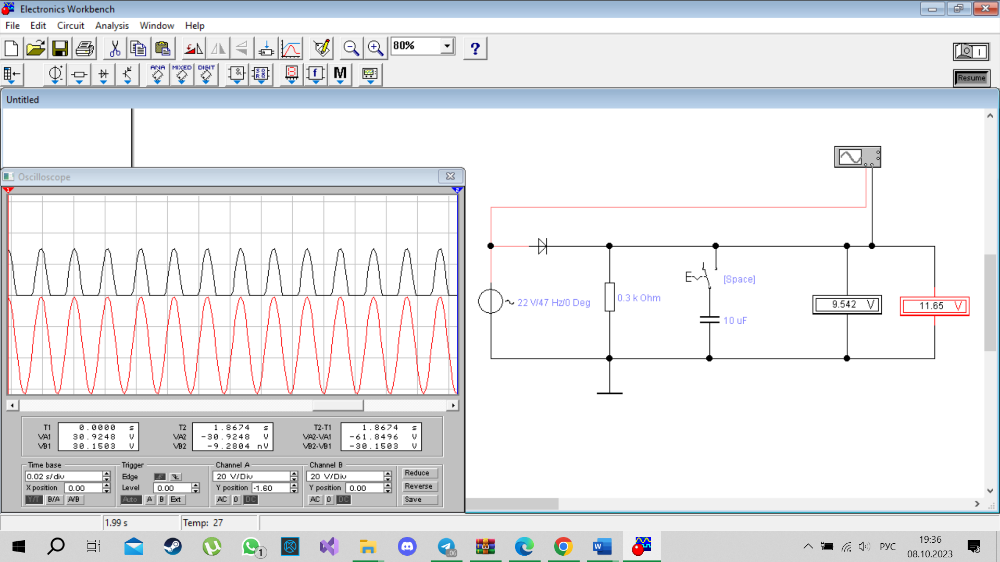 Electronics Workbench
File Edit Circuit Analysis Window Help
80%
?
ANA MIXED DIGIT
M
Resume
Untitled
Oscilloscope
1 2
E [Space]
22 V/47 Hz/0 Deg
0.3 k Ohm
9.542 V
11.65 V
10 uF
T1 0.0000 s
VA1 30.9248 V
VB1 30.1503 V
T2 1.8674 s
VA2 -30.9248 V
VB2 -9.2804 nV
T2-T1 1.8674 s
VA2-VA1 -61.8496 V
VB2-VB1 -30.1503 V
Time base
0.02 s/div
X position 0.00
Y/T B/A A/B
Trigger
Edge
Level 0.00
Auto A B Ext
Channel A
20 V/Div
Y position -1.60
AC 0 DC
Channel B
20 V/Div
Y position 0.00
AC 0 DC
Reduce
Reverse
Save
1.99 s Temp: 27
1
..06
РУС
19:36
08.10.2023